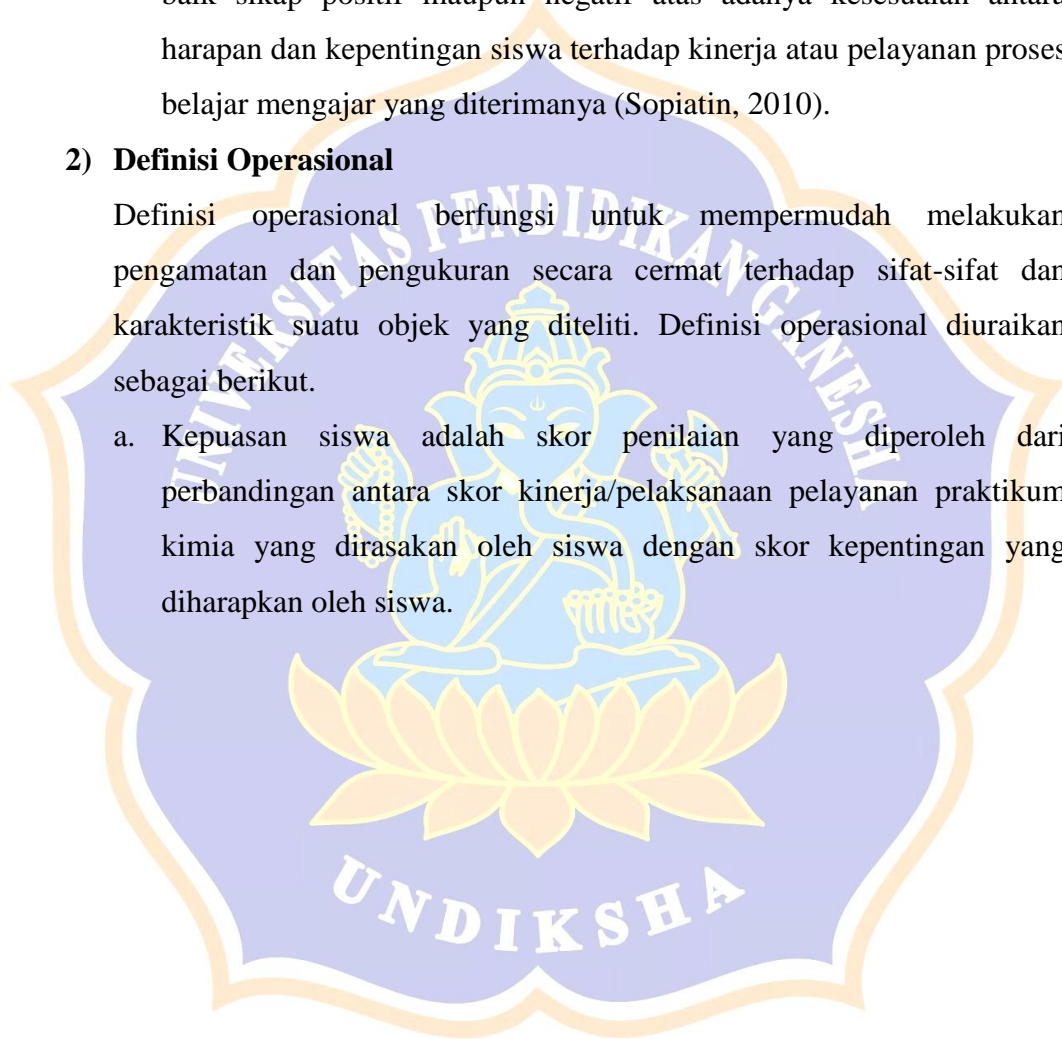 baik sikap positif maupun negatif atas adanya kesesuaian antara
harapan dan kepentingan siswa terhadap kinerja atau pelayanan proses
belajar mengajar yang diterimanya (Sopiatin, 2010).
2) Definisi Operasional
Definisi operasional berfungsi untuk mempermudah melakukan
pengamatan dan pengukuran secara cermat terhadap sifat-sifat dan
karakteristik suatu objek yang diteliti. Definisi operasional diuraikan
sebagai berikut.
a. Kepuasan siswa adalah skor penilaian yang diperoleh dari
perbandingan antara skor kinerja/pelaksanaan pelayanan praktikum
kimia yang dirasakan oleh siswa dengan skor kepentingan yang
diharapkan oleh siswa.
UNIVERSITAS PENDIDIKAN GANESHA
UNDIKSHA